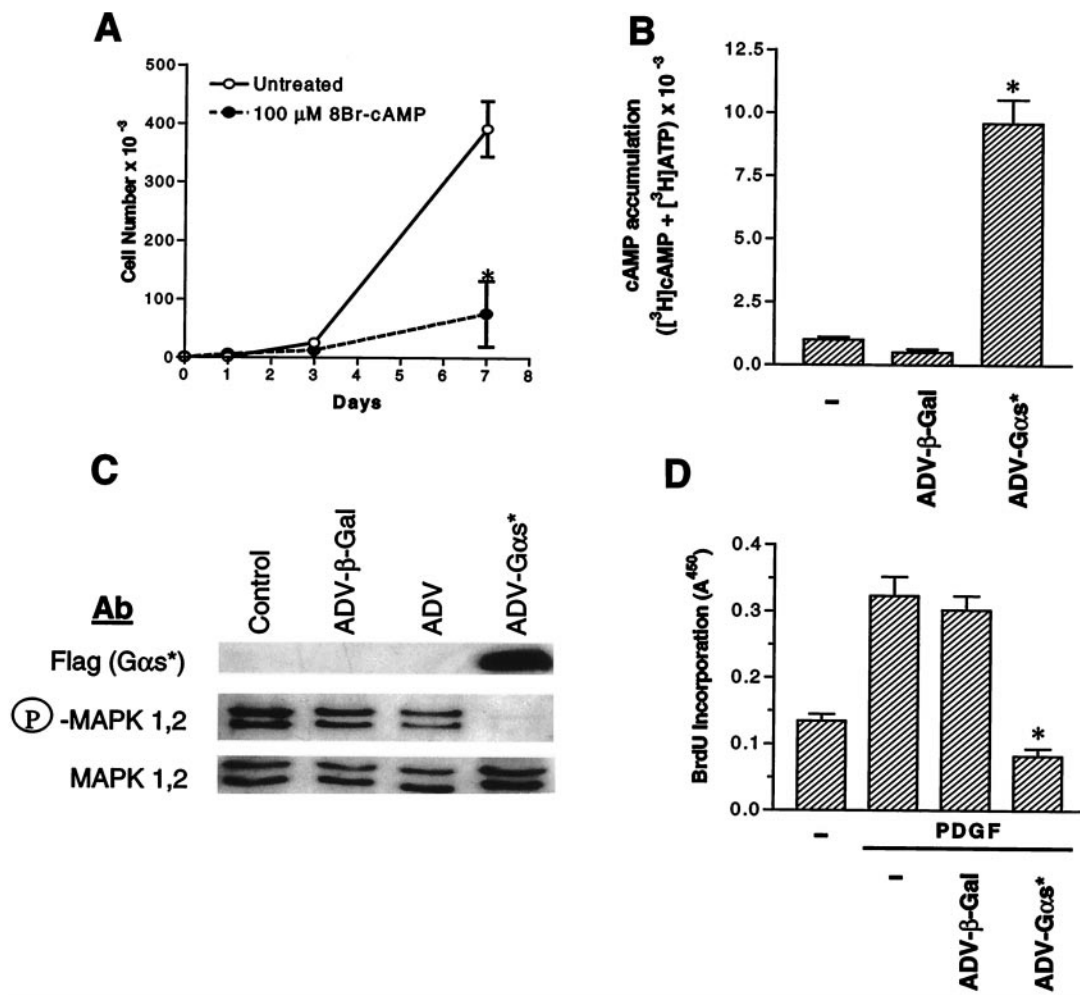 A
500
400
300
200
100
0
Cell Number x 10 -3
Untreated
100 µM 8Br-cAMP
*
0 1 2 3 4 5 6 7 8
Days
B
12.5
10.0
7.5
5.0
2.5
0.0
cAMP accumulation
([3H]cAMP + [3H]ATP) x 10 -3
*
-
ADV-β-Gal
ADV-Gαs*
C
Ab
Control
ADV-β-Gal
ADV
ADV-Gαs*
Flag (Gαs*)
P -MAPK 1,2
MAPK 1,2
D
0.4
0.3
0.2
0.1
0.0
BrdU Incorporation (A450)
*
-
PDGF
-
ADV-β-Gal
ADV-Gαs*